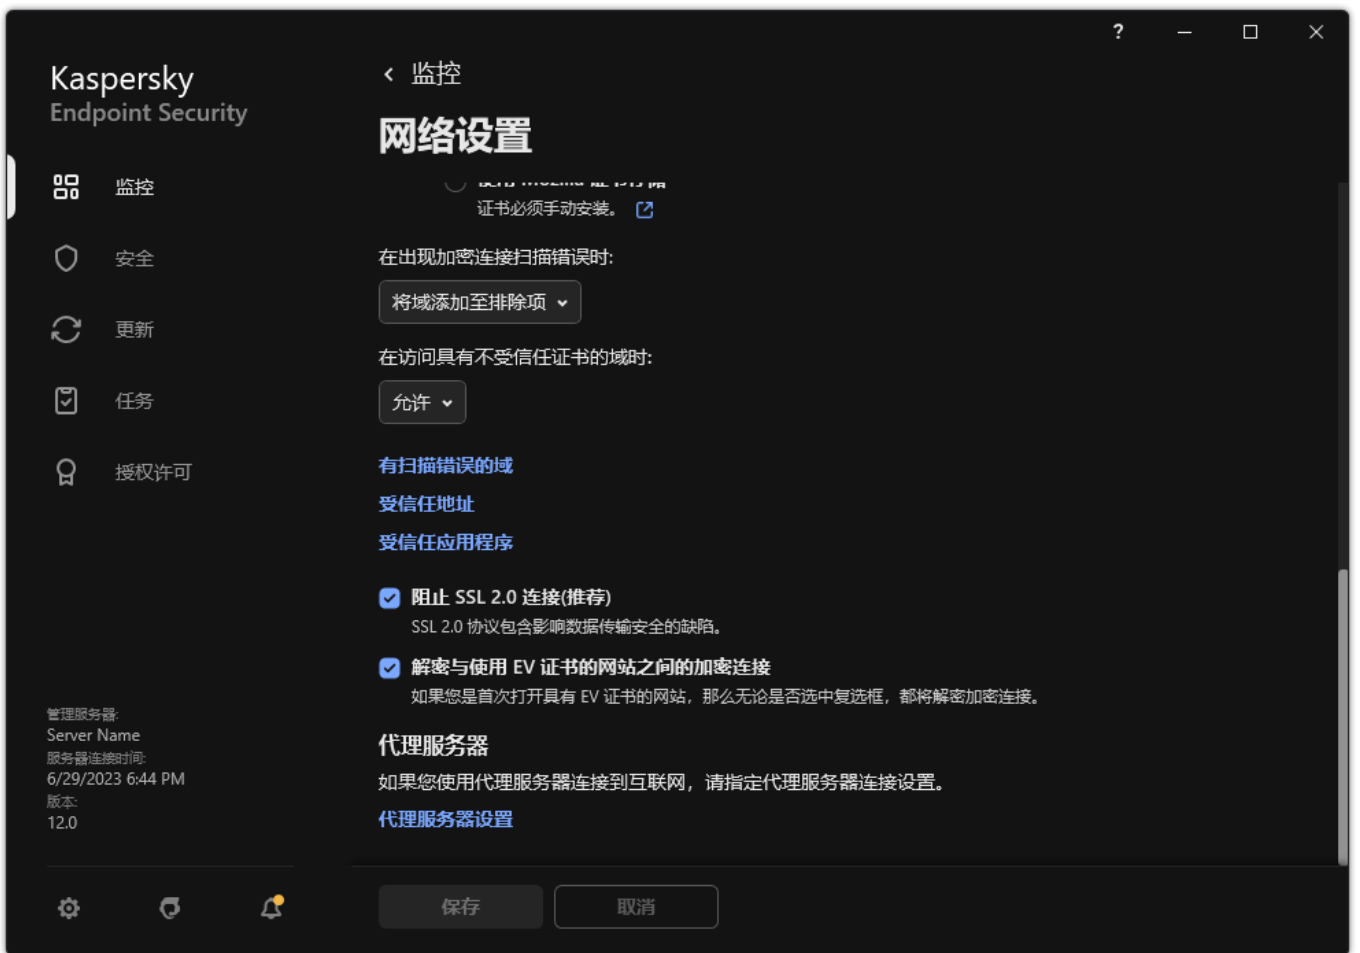 ?
Kaspersky
Endpoint Security
监控
安全
更新
任务
授权许可
管理服务器:
Server Name
服务器连接时间:
6/29/2023 6:44 PM
版本:
12.0
监控
网络设置
使用 Mozilla 证书存储
证书必须手动安装。
在出现加密连接扫描错误时:
将域添加至排除项
在访问具有不受信任证书的域时:
允许
有扫描错误的域
受信任地址
受信任应用程序
阻止 SSL 2.0 连接(推荐)
SSL 2.0 协议包含影响数据传输安全的缺陷。
解密与使用 EV 证书的网站之间的加密连接
如果您是首次打开具有 EV 证书的网站，那么无论是否选中复选框，都将解密加密连接。
代理服务器
如果您使用代理服务器连接到互联网，请指定代理服务器连接设置。
代理服务器设置
保存
取消